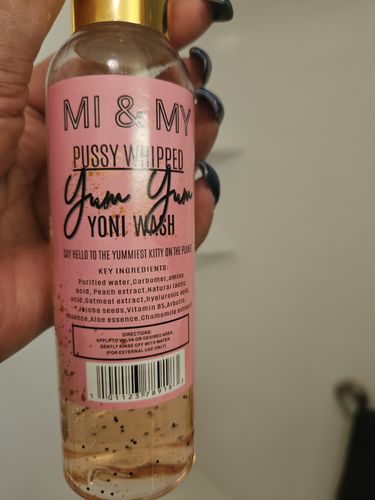 MI & MY
PUSSY WHIPPED
Yum Yum
YONI WASH
SAY HELLO TO THE YUMMIEST KITTY ON THE PLANET
KEY INGREDIENTS:
Purified water,Carbomer,amino
acid, Peach extract,Natural lactic
acid,Oatmeal extract,hyaluronic acid,
Jojoba seeds,Vitamin B5,Arbutin
essence,Aloe essence,Chamomile extract
DIRECTIONS:
APPLY TO VULVA OR DESIRED AREA.
GENTLY RINSE OFF WITH WATER.
(FOR EXTERNAL USE ONLY)